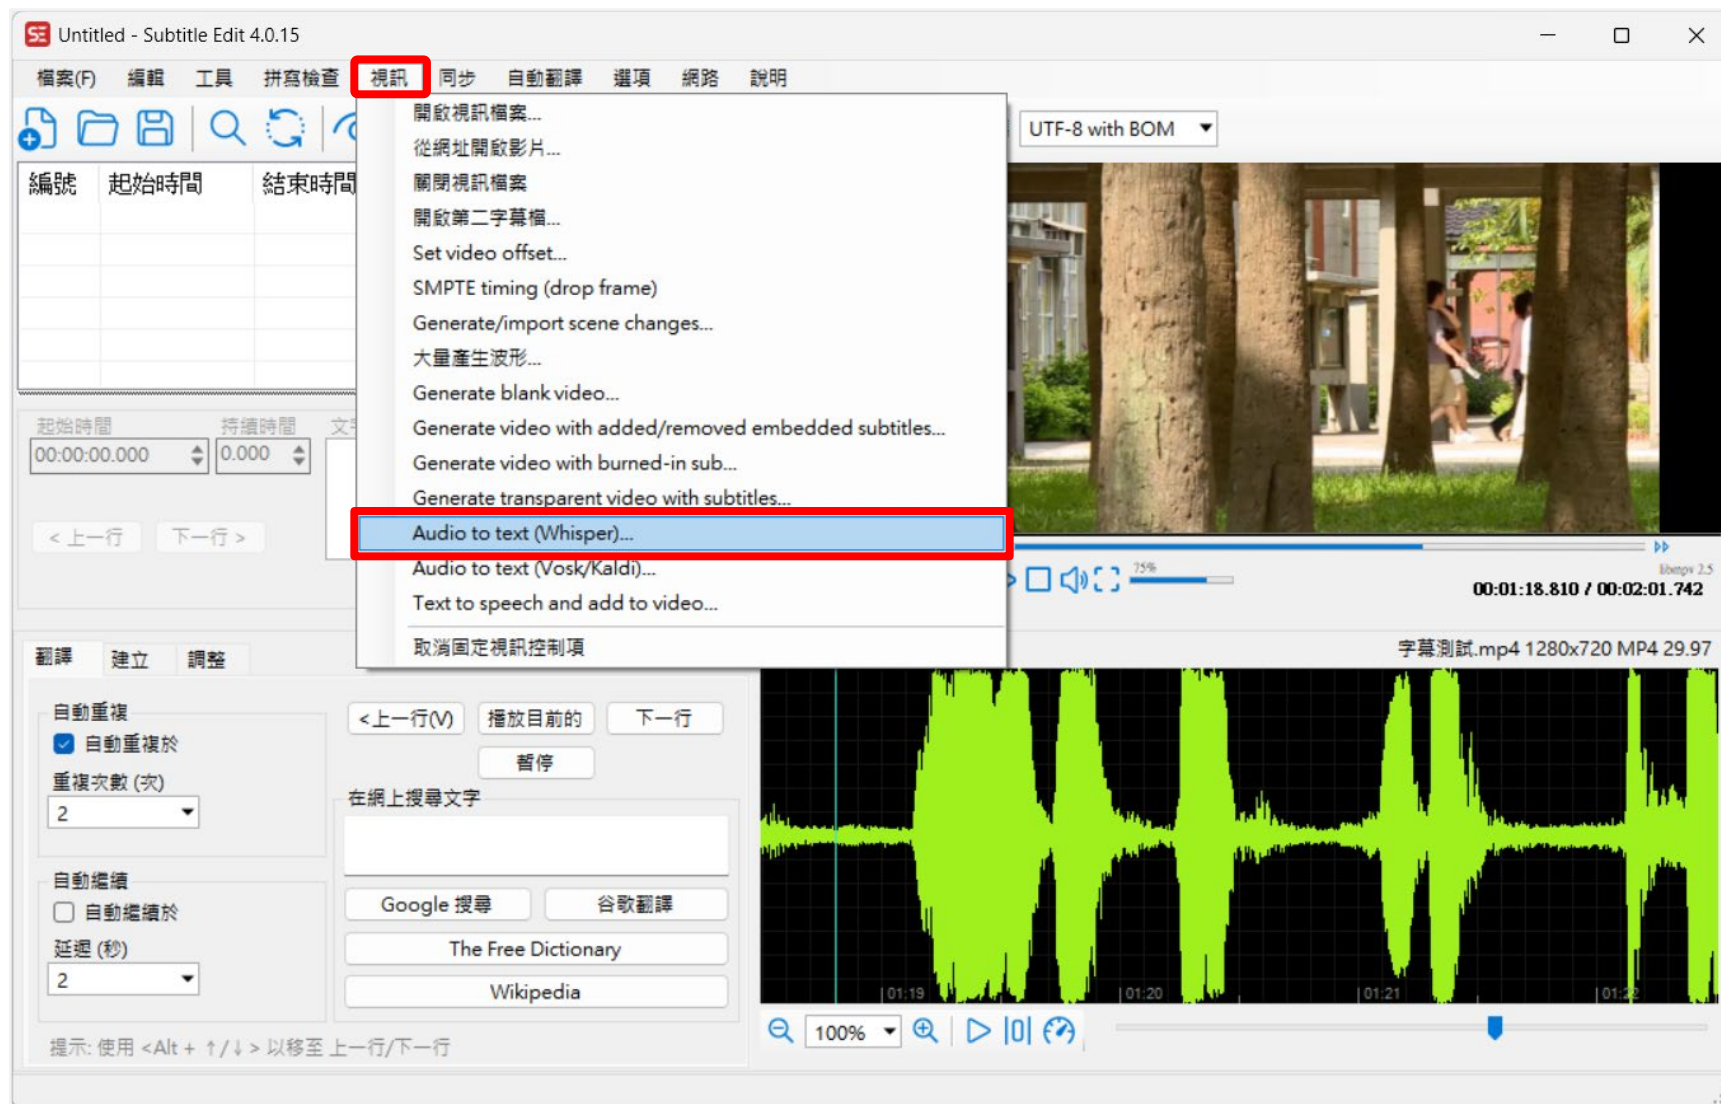 SE Untitled - Subtitle Edit 4.0.15
檔案(F) 編輯 工具 拼寫檢查 視訊 同步 自動翻譯 選項 網路 說明
開啟視訊檔案...
UTF-8 with BOM
從網址開啟影片...
編號 起始時間 結束時間
關閉視訊檔案
開啟第二字幕檔...
Set video offset...
SMPTE timing (drop frame)
Generate/import scene changes...
大量產生波形...
Generate blank video...
起始時間 持續時間
Generate video with added/removed embedded subtitles...
00:00:00.000 0.000
Generate video with burned-in sub...
Generate transparent video with subtitles...
< 上一行 下一行 >
Audio to text (Whisper)...
Audio to text (Vosk/Kaldi)...
75%
libmpv 2.5
00:01:18.810 / 00:02:01.742
Text to speech and add to video...
取消固定視訊控制項
字幕測試.mp4 1280x720 MP4 29.97
翻譯 建立 調整
自動重複
自動重複於
重複次數 (次)
2
<上一行(V) 播放目前的 下一行
暫停
在網上搜尋文字
自動繼續
自動繼續於
延遲 (秒)
2
Google 搜尋 谷歌翻譯
The Free Dictionary
Wikipedia
01:19 01:20 01:21 01:22
100%
提示: 使用 <Alt + ↑/↓> 以移至 上一行/下一行